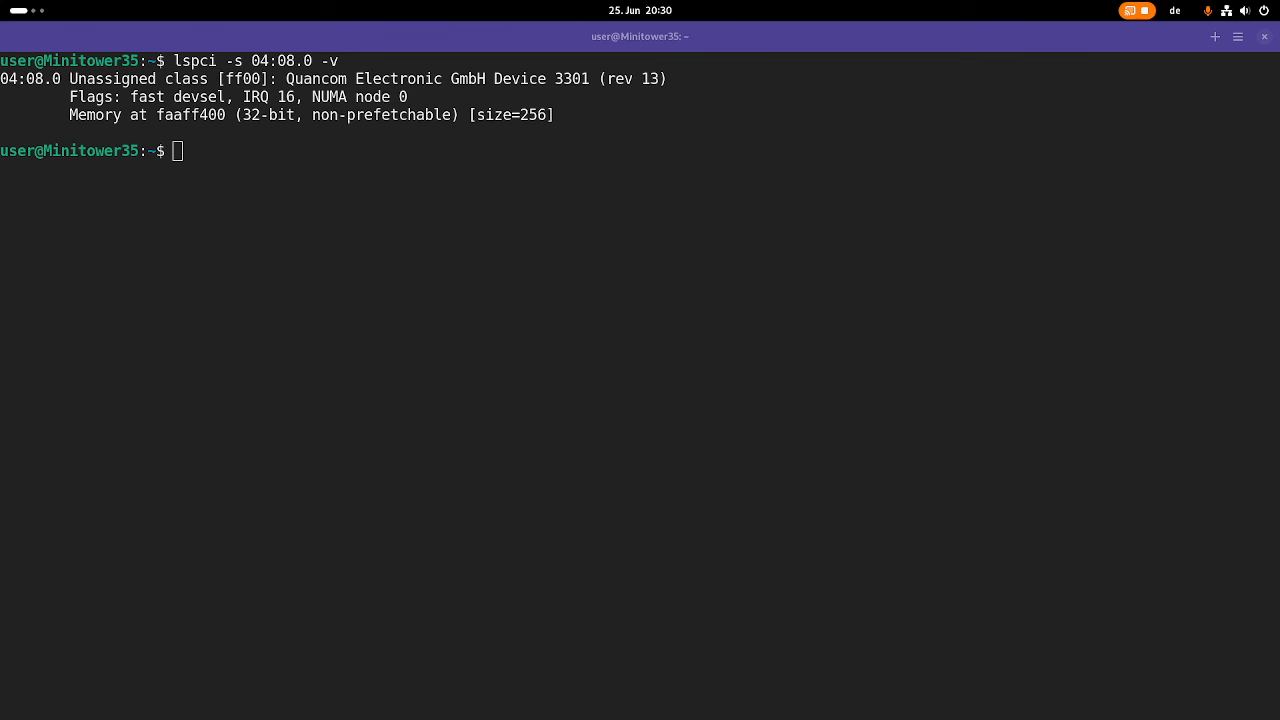 25. Jun 20:30
de
user@Minitower35: ~
user@Minitower35:~$ lspci -s 04:08.0 -v
04:08.0 Unassigned class [ff00]: Quancom Electronic GmbH Device 3301 (rev 13)
Flags: fast devsel, IRQ 16, NUMA node 0
Memory at faaff400 (32-bit, non-prefetchable) [size=256]
user@Minitower35:~$